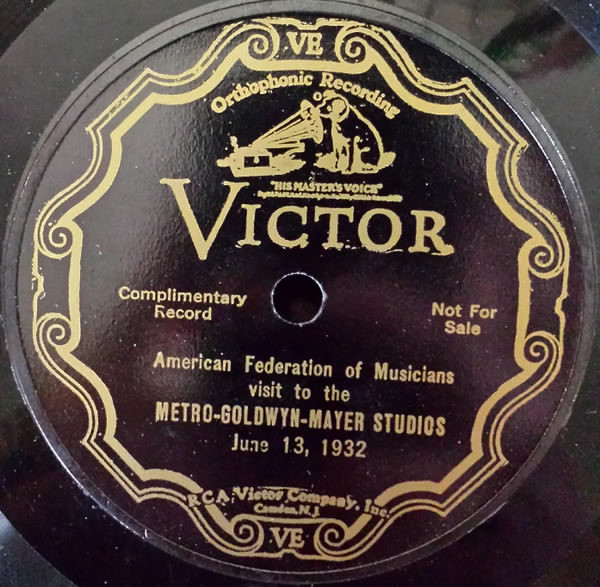 VE
Orthophonic Recording
"HIS MASTER'S VOICE"
VICTOR
Complimentary
Record
Not For
Sale
American Federation of Musicians
visit to the
METRO-GOLDWYN-MAYER STUDIOS
June 13, 1932
RCA Victor Company, Inc.
Camden, N. J.
VE